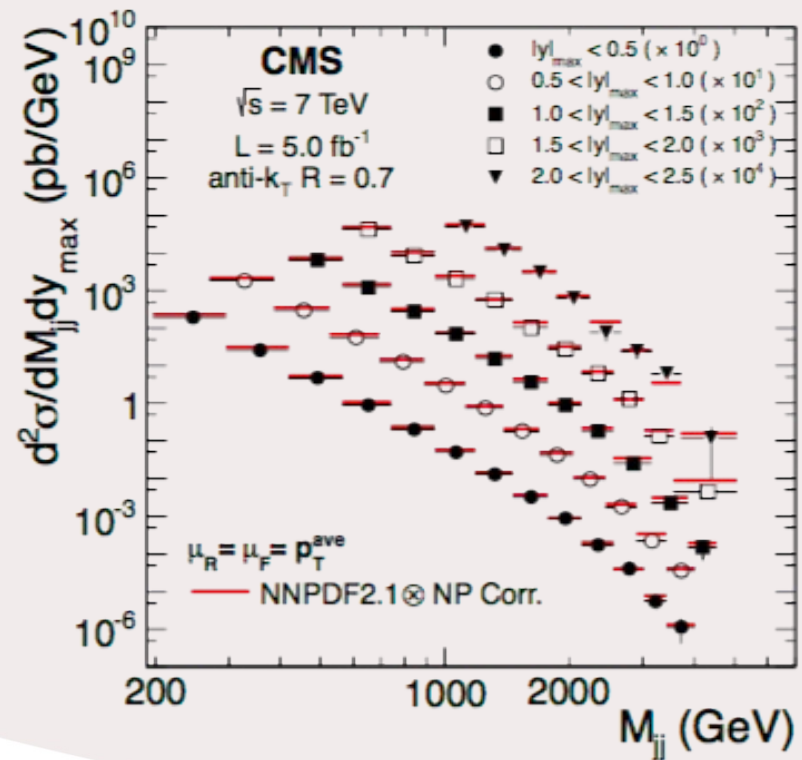 d²σ/dM_jj dy_max (pb/GeV)
10¹⁰
10⁹
10⁶
10³
1
10⁻³
10⁻⁶
CMS
√s = 7 TeV
L = 5.0 fb⁻¹
anti-k_T R = 0.7
|y|_max < 0.5 ( × 10⁰ )
0.5 < |y|_max < 1.0 ( × 10¹ )
1.0 < |y|_max < 1.5 ( × 10² )
1.5 < |y|_max < 2.0 ( × 10³ )
2.0 < |y|_max < 2.5 ( × 10⁴ )
μ_R = μ_F = p_T^ave
NNPDF2.1 ⊗ NP Corr.
200
1000
2000
M_jj (GeV)